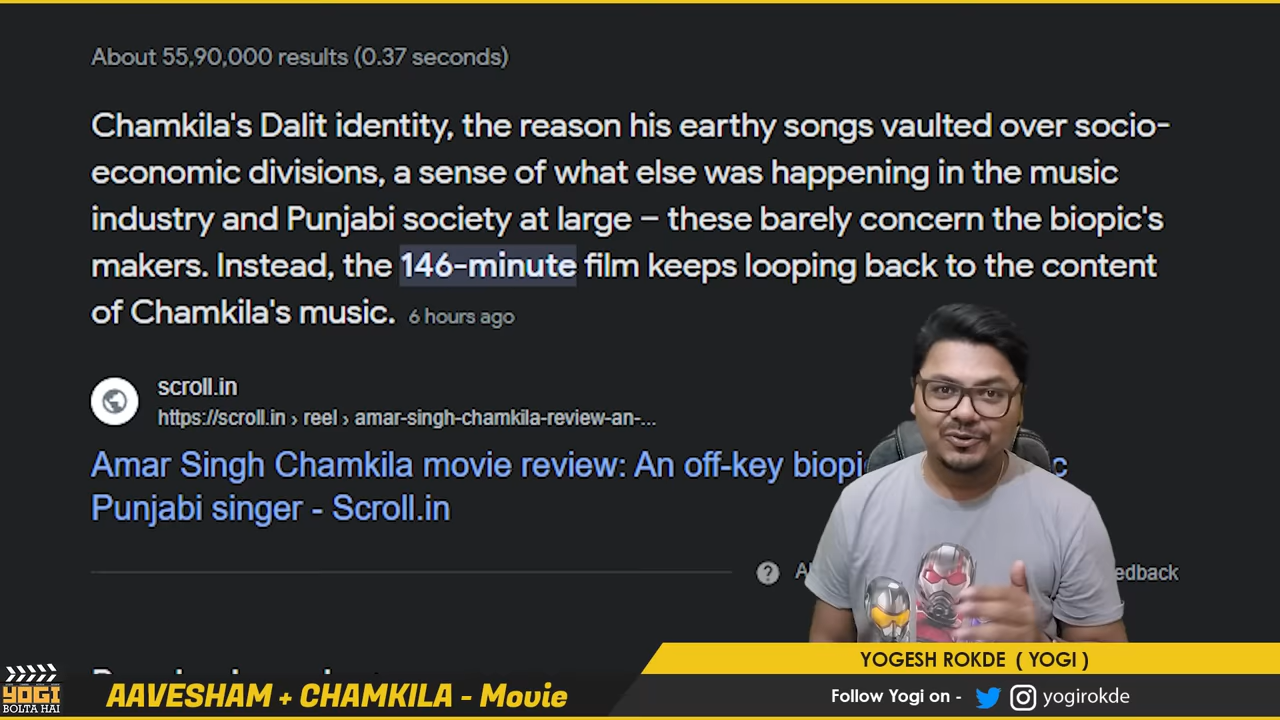 About 55,90,000 results (0.37 seconds)
Chamkila's Dalit identity, the reason his earthy songs vaulted over socio-
economic divisions, a sense of what else was happening in the music
industry and Punjabi society at large – these barely concern the biopic's
makers. Instead, the 146-minute film keeps looping back to the content
of Chamkila's music. 6 hours ago
scroll.in
https://scroll.in › reel › amar-singh-chamkila-review-an-...
Amar Singh Chamkila movie review: An off-key
Punjabi singer - Scroll.in
YOGESH ROKDE ( YOGI )
YOGI
BOLTA HAI
AAVESHAM + CHAMKILA - Movie
Follow Yogi on -
yogirokde